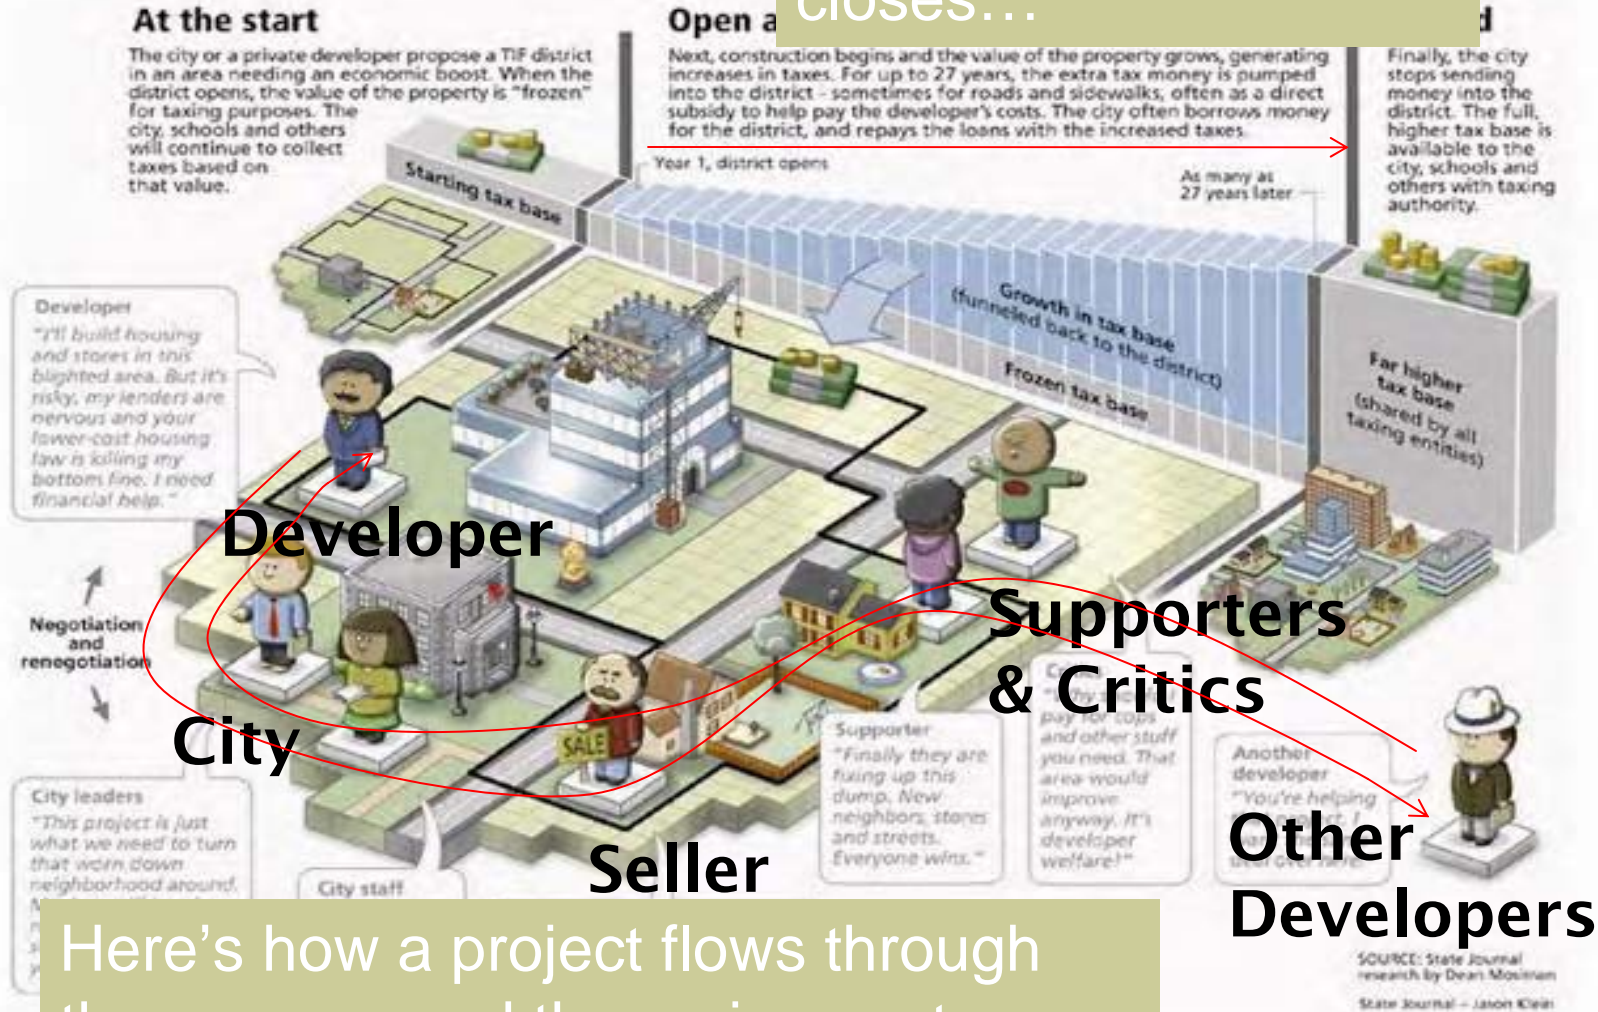 closes…
At the start
The city or a private developer propose a TIF district
in an area needing an economic boost. When the
district opens, the value of the property is "frozen"
for taxing purposes. The
city, schools and others
will continue to collect
taxes based on
that value.
Open a
Next, construction begins and the value of the property grows, generating
increases in taxes. For up to 27 years, the extra tax money is pumped
into the district - sometimes for roads and sidewalks, often as a direct
subsidy to help pay the developer's costs. The city often borrows money
for the district, and repays the loans with the increased taxes.
d
Finally, the city
stops sending
money into the
district. The full,
higher tax base is
available to the
city, schools and
others with taxing
authority.
Year 1, district opens
As many as
27 years later
Starting tax base
Growth in tax base
(funneled back to the district)
Frozen tax base
Far higher
tax base
(shared by all
taxing entities)
Developer
"I'll build housing
and stores in this
blighted area. But it's
risky, my lenders are
nervous and your
lower-cost housing
law is killing my
bottom line. I need
financial help."
Developer
Negotiation
and
renegotiation
City
SALE
Seller
Supporters
& Critics
Supporter
"Finally they are
fixing up this
dump. New
neighbors, stores
and streets.
Everyone wins."
pay for cops
and other stuff
you need. That
area would
improve
anyway. It's
developer
welfare!"
Another
developer
"You're helping
Other
Developers
City leaders
"This project is just
what we need to turn
that worn down
neighborhood around.
City staff
Here's how a project flows through
SOURCE: State Journal
research by Dean Mosiman
State Journal – Jason Klein